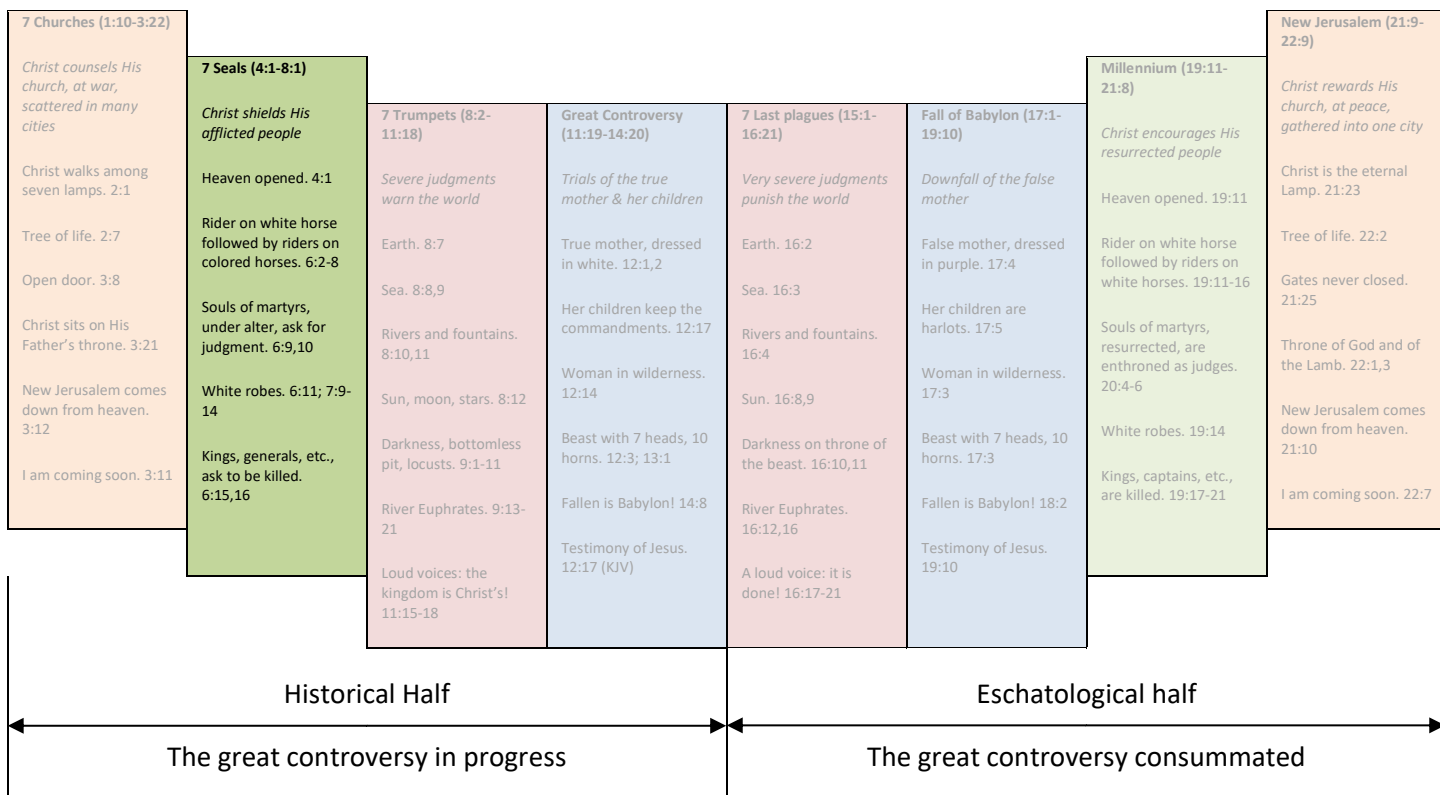 7 Churches (1:10-3:22)
Christ counsels His
church, at war,
scattered in many
cities
Christ walks among
seven lamps. 2:1
Tree of life. 2:7
Open door. 3:8
Christ sits on His
Father's throne. 3:21
New Jerusalem comes
down from heaven.
3:12
I am coming soon. 3:11
7 Seals (4:1-8:1)
Christ shields His
afflicted people
Heaven opened. 4:1
Rider on white horse
followed by riders on
colored horses. 6:2-8
Souls of martyrs,
under alter, ask for
judgment. 6:9,10
White robes. 6:11; 7:9-
14
Kings, generals, etc.,
ask to be killed.
6:15,16
7 Trumpets (8:2-
11:18)
Severe judgments
warn the world
Earth. 8:7
Sea. 8:8,9
Rivers and fountains.
8:10,11
Sun, moon, stars. 8:12
Darkness, bottomless
pit, locusts. 9:1-11
River Euphrates. 9:13-
21
Loud voices: the
kingdom is Christ's!
11:15-18
Great Controversy
(11:19-14:20)
Trials of the true
mother & her children
True mother, dressed
in white. 12:1,2
Her children keep the
commandments. 12:17
Woman in wilderness.
12:14
Beast with 7 heads, 10
horns. 12:3; 13:1
Fallen is Babylon! 14:8
Testimony of Jesus.
12:17 (KJV)
7 Last plagues (15:1-
16:21)
Very severe judgments
punish the world
Earth. 16:2
Sea. 16:3
Rivers and fountains.
16:4
Sun. 16:8,9
Darkness on throne of
the beast. 16:10,11
River Euphrates.
16:12,16
A loud voice: it is
done! 16:17-21
Fall of Babylon (17:1-
19:10)
Downfall of the false
mother
False mother, dressed
in purple. 17:4
Her children are
harlots. 17:5
Woman in wilderness.
17:3
Beast with 7 heads, 10
horns. 17:3
Fallen is Babylon! 18:2
Testimony of Jesus.
19:10
Millennium (19:11-
21:8)
Christ encourages His
resurrected people
Heaven opened. 19:11
Rider on white horse
followed by riders on
white horses. 19:11-16
Souls of martyrs,
resurrected, are
enthroned as judges.
20:4-6
White robes. 19:14
Kings, captains, etc.,
are killed. 19:17-21
New Jerusalem (21:9-
22:9)
Christ rewards His
church, at peace,
gathered into one city
Christ is the eternal
Lamp. 21:23
Tree of life. 22:2
Gates never closed.
21:25
Throne of God and of
the Lamb. 22:1,3
New Jerusalem comes
down from heaven.
21:10
I am coming soon. 22:7
Historical Half
The great controversy in progress
Eschatological half
The great controversy consummated